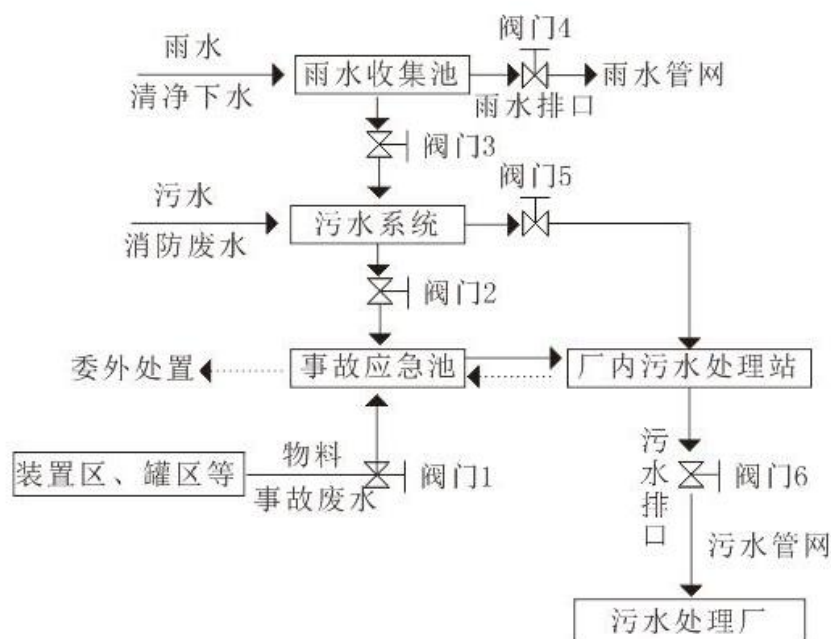 阀门4
雨水
雨水收集池
雨水管网
清净下水
雨水排口
阀门3
阀门5
污水
污水系统
消防废水
阀门2
委外处置
事故应急池
厂内污水处理站
物料
装置区、罐区等
阀门1
事故废水
污水排口
阀门6
污水管网
污水处理厂